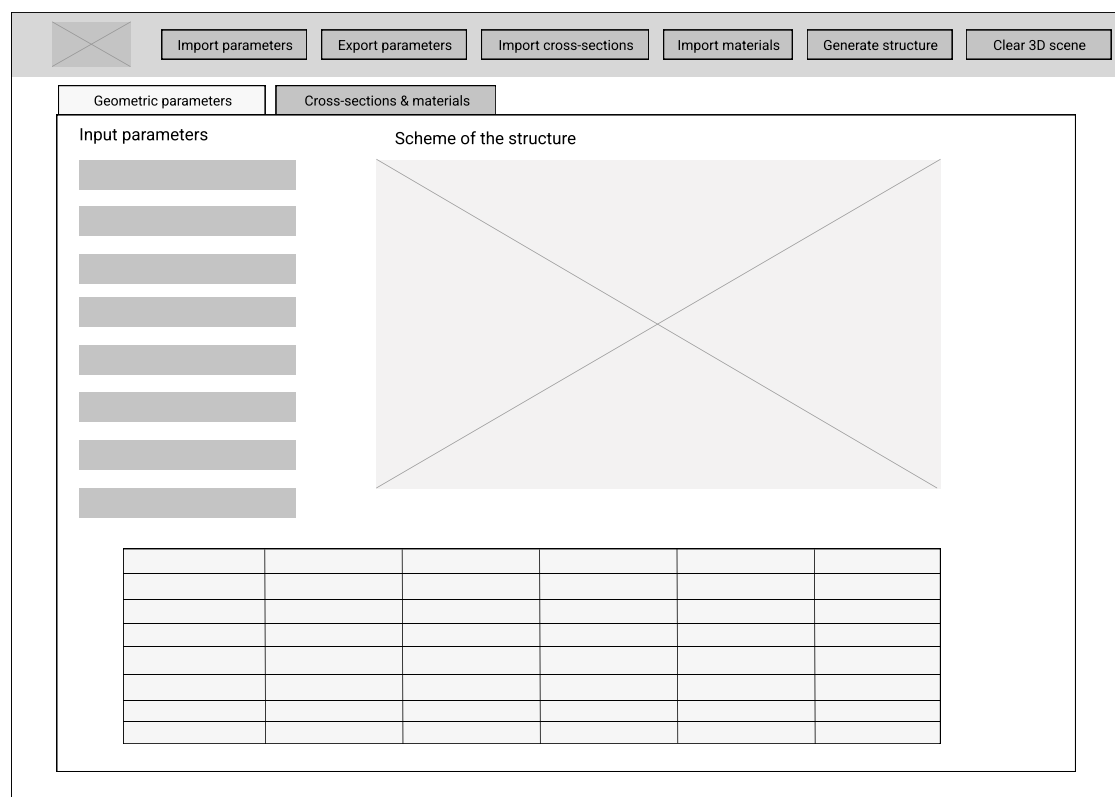 Import parameters
Export parameters
Import cross-sections
Import materials
Generate structure
Clear 3D scene
Geometric parameters
Cross-sections & materials
Input parameters
Scheme of the structure